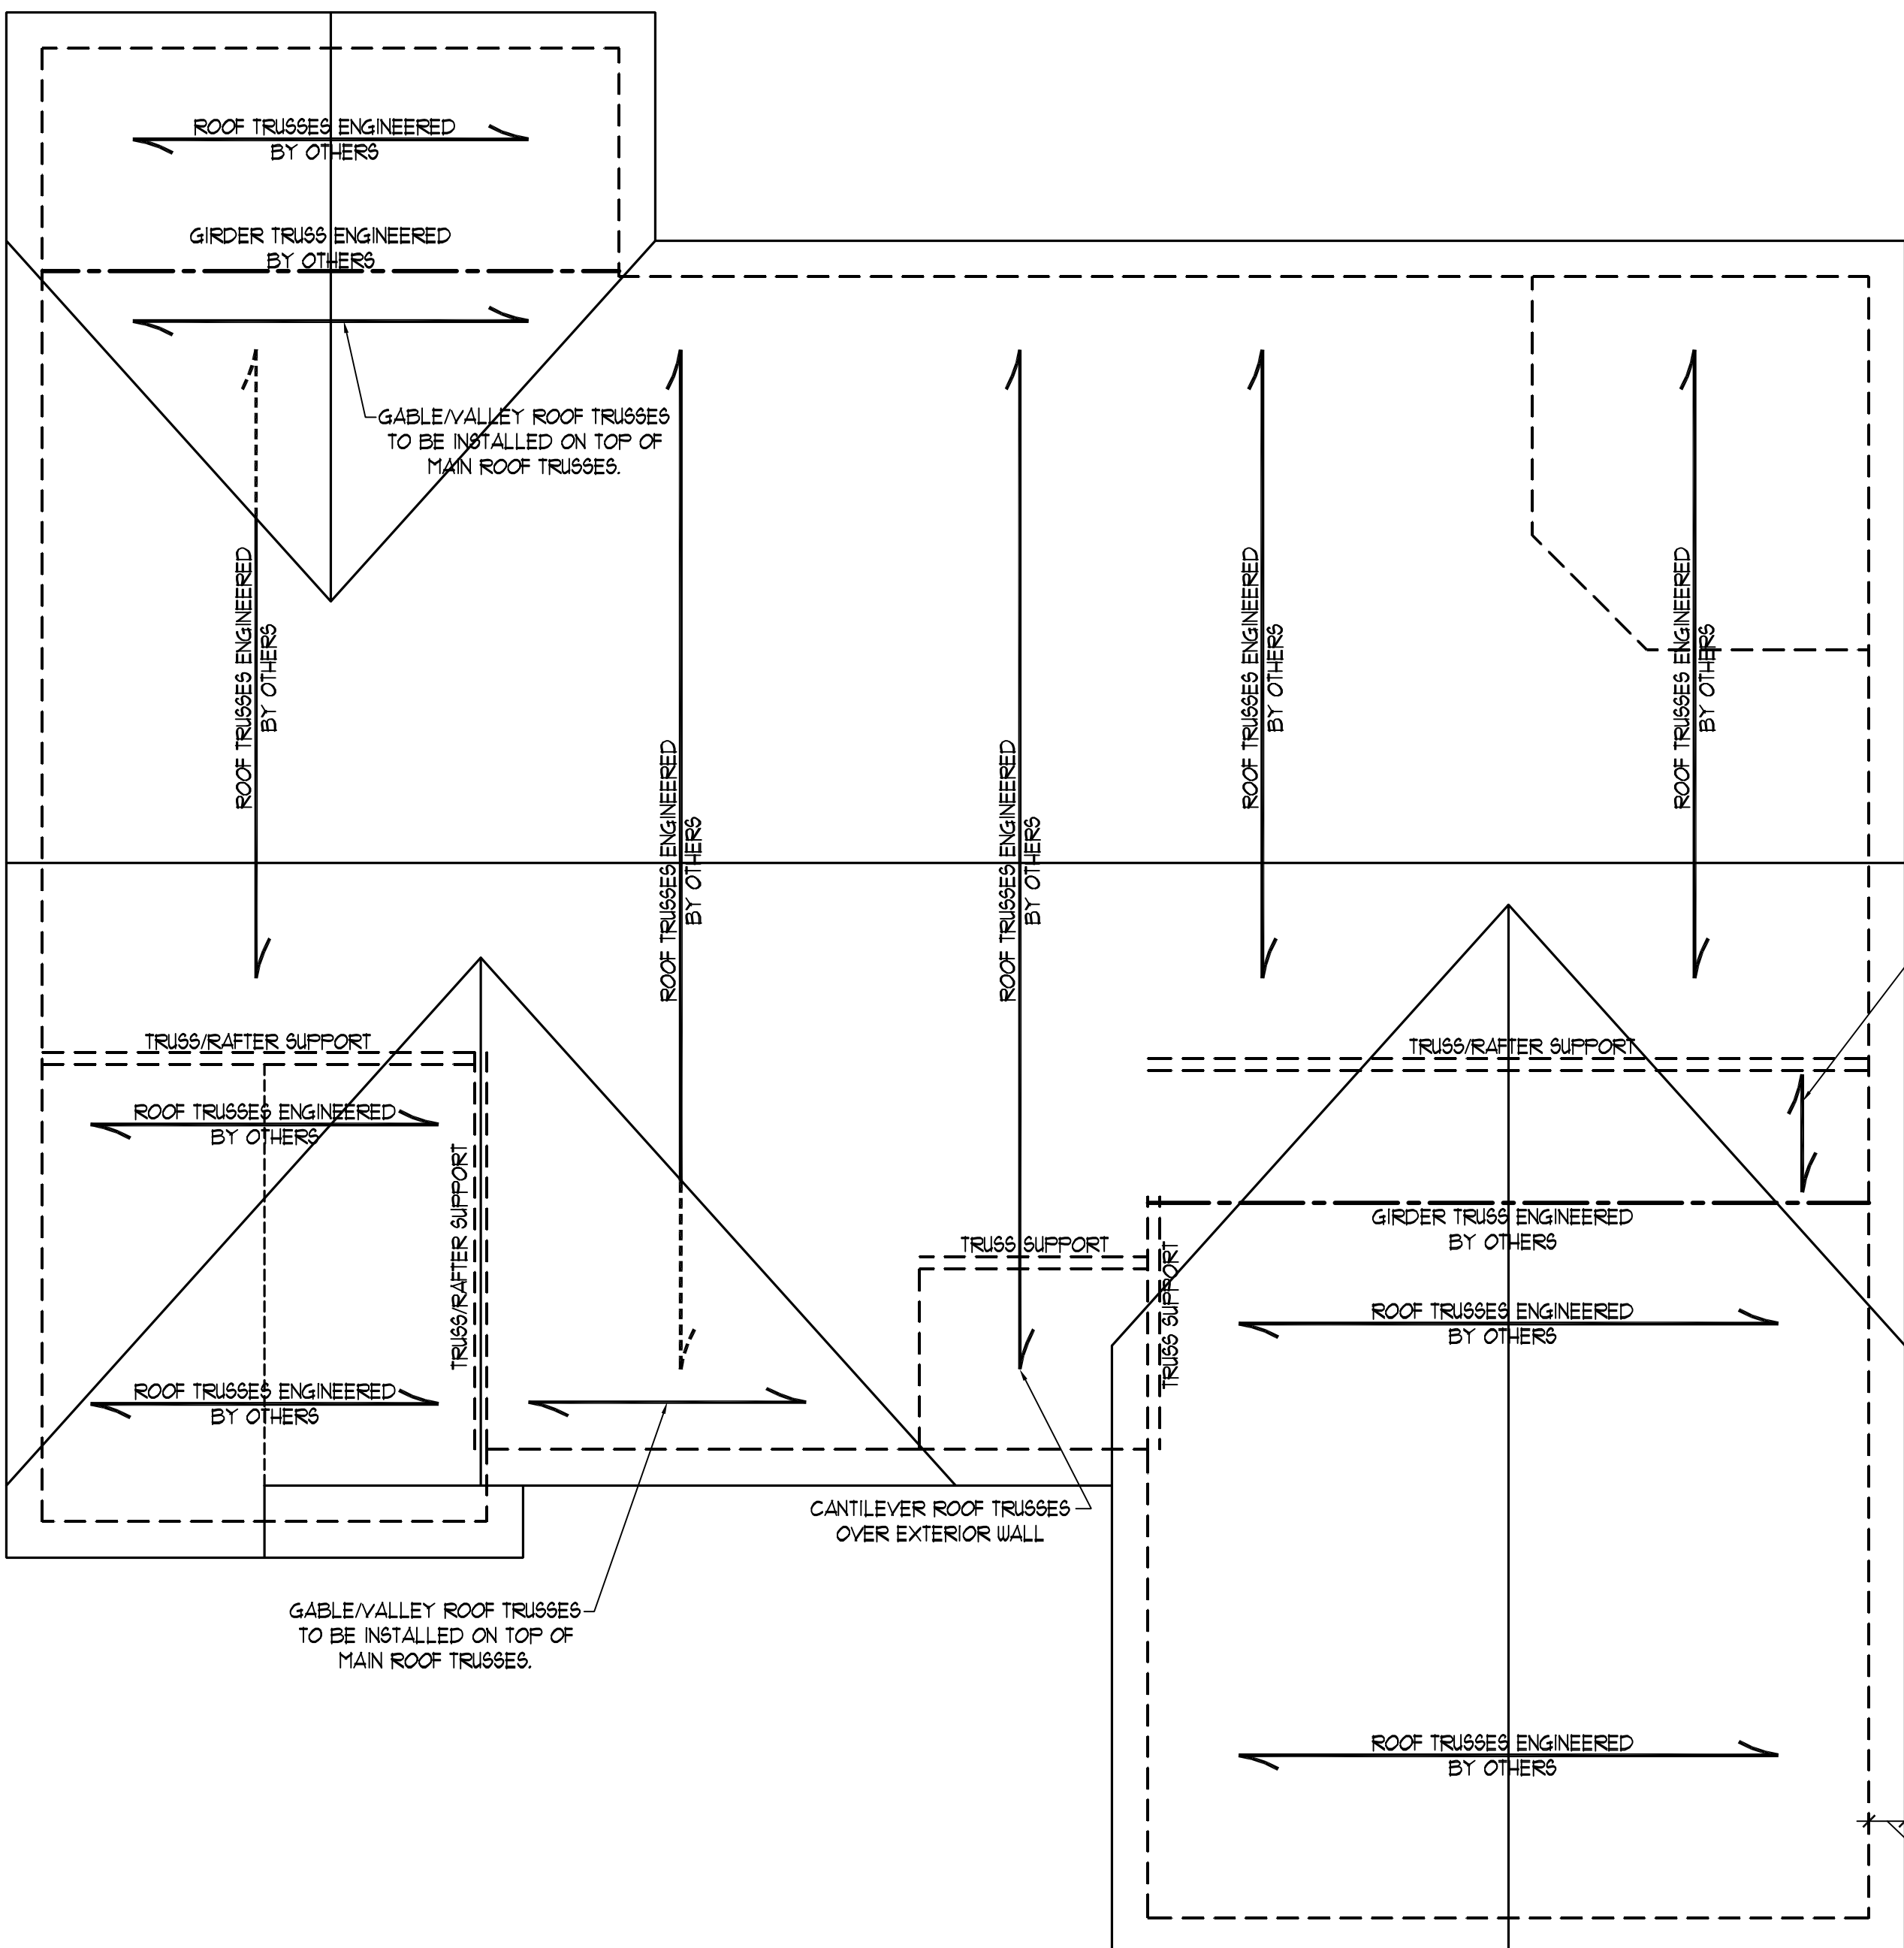 ROOF TRUSSES ENGINEERED
BY OTHERS
GIRDER TRUSS ENGINEERED
BY OTHERS
GABLE/VALLEY ROOF TRUSSES
TO BE INSTALLED ON TOP OF
MAIN ROOF TRUSSES.
ROOF TRUSSES ENGINEERED
BY OTHERS
ROOF TRUSSES ENGINEERED
BY OTHERS
ROOF TRUSSES ENGINEERED
BY OTHERS
ROOF TRUSSES ENGINEERED
BY OTHERS
ROOF TRUSSES ENGINEERED
BY OTHERS
TRUSS/RAFTER SUPPORT
TRUSS/RAFTER SUPPORT
ROOF TRUSSES ENGINEERED
BY OTHERS
TRUSS/RAFTER SUPPORT
GIRDER TRUSS ENGINEERED
BY OTHERS
TRUSS SUPPORT
TRUSS SUPPORT
ROOF TRUSSES ENGINEERED
BY OTHERS
ROOF TRUSSES ENGINEERED
BY OTHERS
CANTILEVER ROOF TRUSSES
OVER EXTERIOR WALL
GABLE/VALLEY ROOF TRUSSES
TO BE INSTALLED ON TOP OF
MAIN ROOF TRUSSES.
ROOF TRUSSES ENGINEERED
BY OTHERS